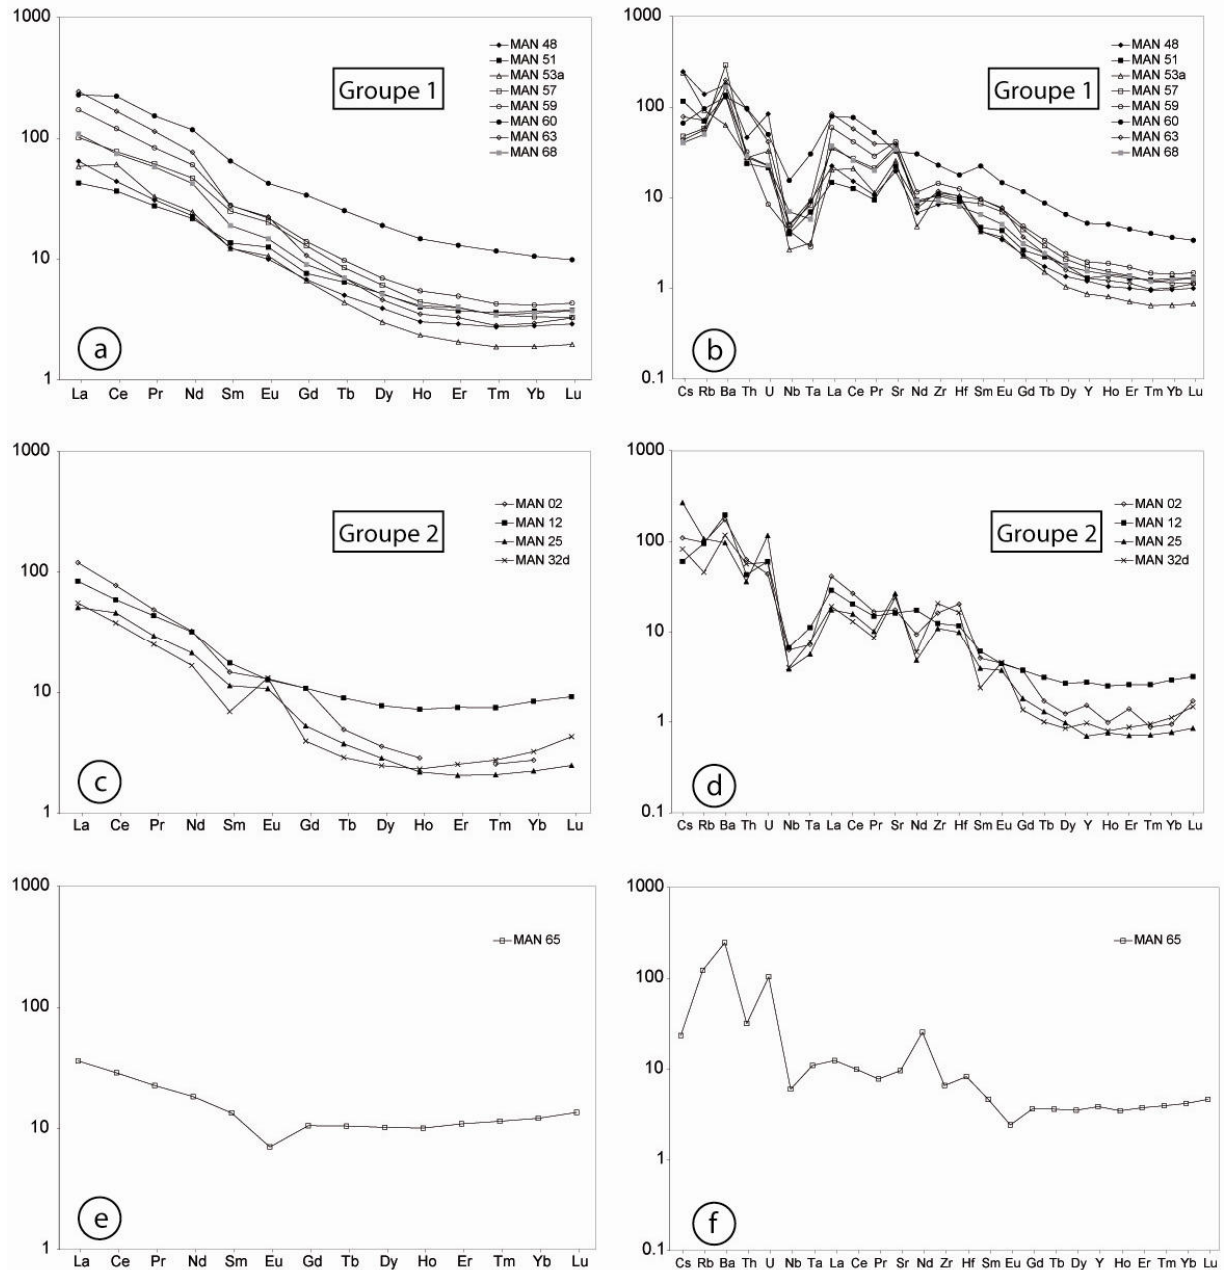 1000
100
10
1
Groupe 1
MAN 48
MAN 51
MAN 53a
MAN 57
MAN 59
MAN 60
MAN 63
MAN 68
a
La Ce Pr Nd Sm Eu Gd Tb Dy Ho Er Tm Yb Lu
1000
100
10
1
0.1
Groupe 1
MAN 48
MAN 51
MAN 53a
MAN 57
MAN 59
MAN 60
MAN 63
MAN 68
b
Cs Rb Ba Th U Nb Ta La Ce Pr Sr Nd Zr Hf Sm Eu Gd Tb Dy Y Ho Er Tm Yb Lu
1000
100
10
1
Groupe 2
MAN 02
MAN 12
MAN 25
MAN 32d
c
La Ce Pr Nd Sm Eu Gd Tb Dy Ho Er Tm Yb Lu
1000
100
10
1
0.1
Groupe 2
MAN 02
MAN 12
MAN 25
MAN 32d
d
Cs Rb Ba Th U Nb Ta La Ce Pr Sr Nd Zr Hf Sm Eu Gd Tb Dy Y Ho Er Tm Yb Lu
1000
100
10
1
MAN 65
e
La Ce Pr Nd Sm Eu Gd Tb Dy Ho Er Tm Yb Lu
1000
100
10
1
0.1
MAN 65
f
Cs Rb Ba Th U Nb Ta La Ce Pr Sr Nd Zr Hf Sm Eu Gd Tb Dy Y Ho Er Tm Yb Lu